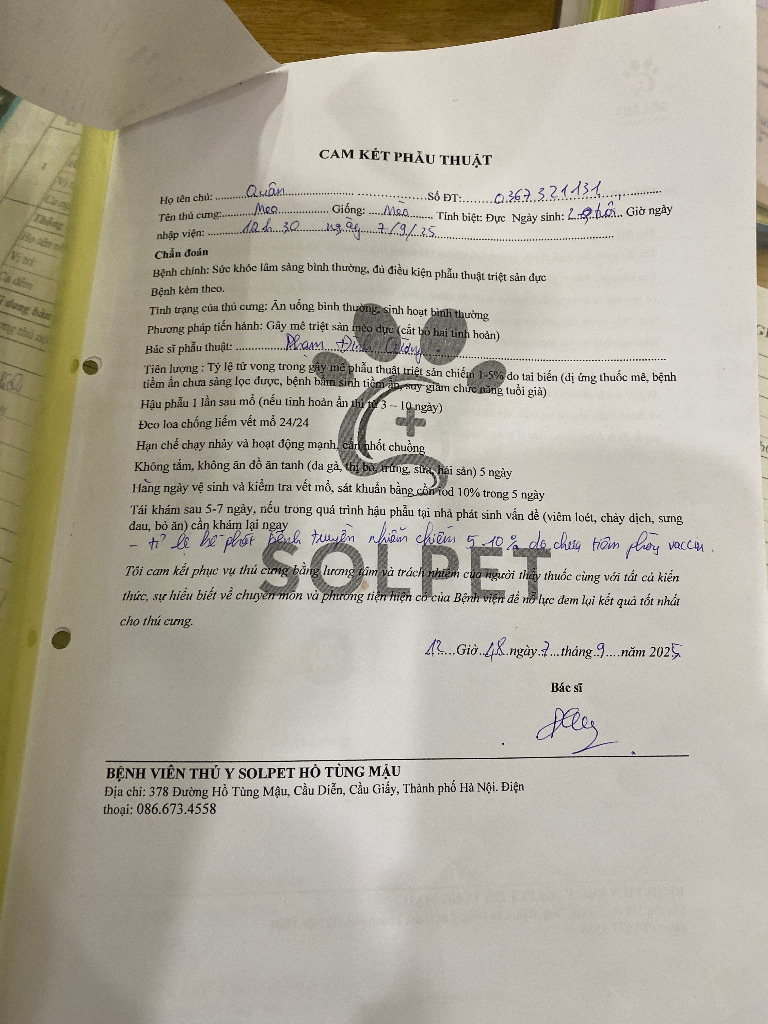 CAM KẾT PHẪU THUẬT
Họ tên chủ: Quân Số ĐT: 0367321131
Tên thú cưng: Mèo Giống: Mèo Tính biệt: Đực Ngày sinh: 2 tuổi Giờ ngày
nhập viện: 12h 30 ngày 7/9/25
Chẩn đoán
Bệnh chính: Sức khỏe lâm sàng bình thường, đủ điều kiện phẫu thuật triệt sản đực
Bệnh kèm theo.
Tình trạng của thú cưng: Ăn uống bình thường, sinh hoạt bình thường
Phương pháp tiến hành: Gây mê triệt sản mèo đực (cắt bỏ hai tinh hoàn)
Bác sĩ phẫu thuật: Phạm Đình Cường
Tiên lượng : Tỷ lệ tử vong trong gây mê phẫu thuật triệt sản chiếm 1-5% do tai biến (dị ứng thuốc mê, bệnh
tiềm ẩn chưa sàng lọc được, bệnh bẩm sinh tiềm ẩn, suy giảm chức năng tuổi già)
Hậu phẫu 1 lần sau mổ (nếu tinh hoàn ẩn thì từ 3 – 10 ngày)
Đeo loa chống liếm vết mổ 24/24
Hạn chế chạy nhảy và hoạt động mạnh, cần nhốt chuồng
Không tắm, không ăn đồ ăn tanh (da gà, thị bò, trứng, sữa, hải sản) 5 ngày
Hàng ngày vệ sinh và kiểm tra vết mổ, sát khuẩn bằng cồn iod 10% trong 5 ngày
Tái khám sau 5-7 ngày, nếu trong quá trình hậu phẫu tại nhà phát sinh vấn đề (viêm loét, chảy dịch, sưng
đau, bỏ ăn) cần khám lại ngay
- tỉ lệ bề phát bệnh truyền nhiễm chiếm 5-10% do chưa tiêm phòng vaccin.
SOLPET
Tôi cam kết phục vụ thú cưng bằng lương tâm và trách nhiệm của người thầy thuốc cùng với tất cả kiến
thức, sự hiểu biết về chuyên môn và phương tiện hiện có của Bệnh viện để nỗ lực đem lại kết quả tốt nhất
cho thú cưng.
12 Giờ 48 ngày 7 tháng 9 năm 2025
Bác sĩ
BỆNH VIỆN THÚ Y SOLPET HỒ TÙNG MẬU
Địa chỉ: 378 Đường Hồ Tùng Mậu, Cầu Diễn, Cầu Giấy, Thành phố Hà Nội. Điện
thoại: 086.673.4558